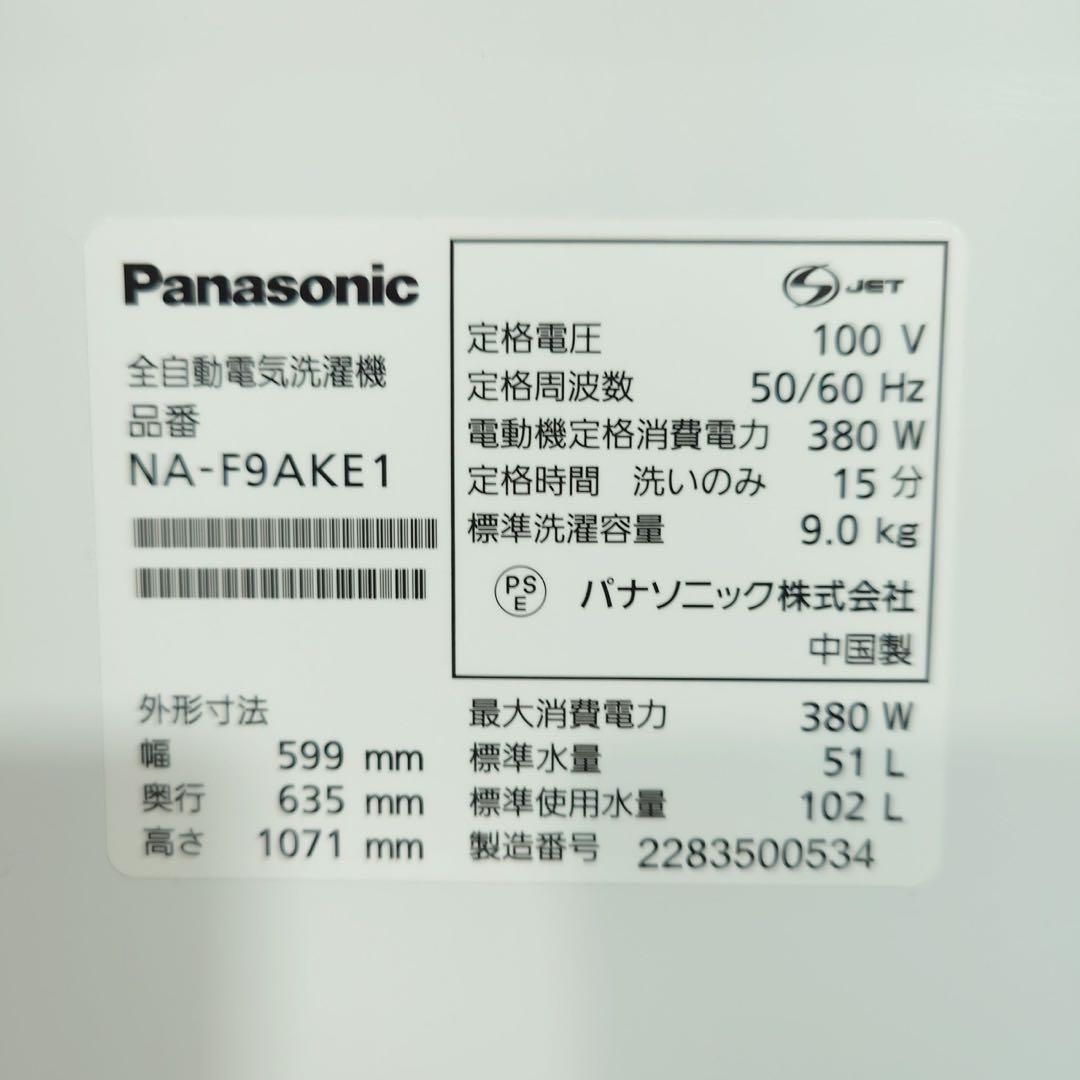 Panasonic
全自動電気洗濯機
品番
NA-F9AKE1
JET
定格電圧 100 V
定格周波数 50/60 Hz
電動機定格消費電力 380 W
定格時間 洗いのみ 15 分
標準洗濯容量 9.0 kg
PS
E
パナソニック株式会社
中国製
外形寸法
幅 599 mm
奥行 635 mm
高さ 1071 mm
最大消費電力 380 W
標準水量 51 L
標準使用水量 102 L
製造番号 2283500534